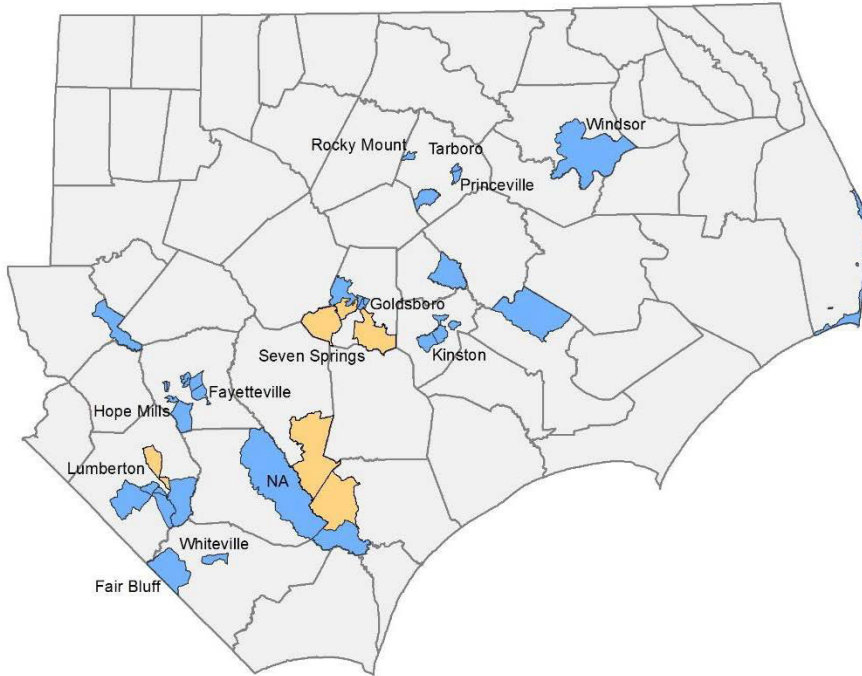 Windsor
Rocky Mount
Tarboro
Princeville
Goldsboro
Seven Springs
Kinston
Fayetteville
Hope Mills
Lumberton
NA
Whiteville
Fair Bluff